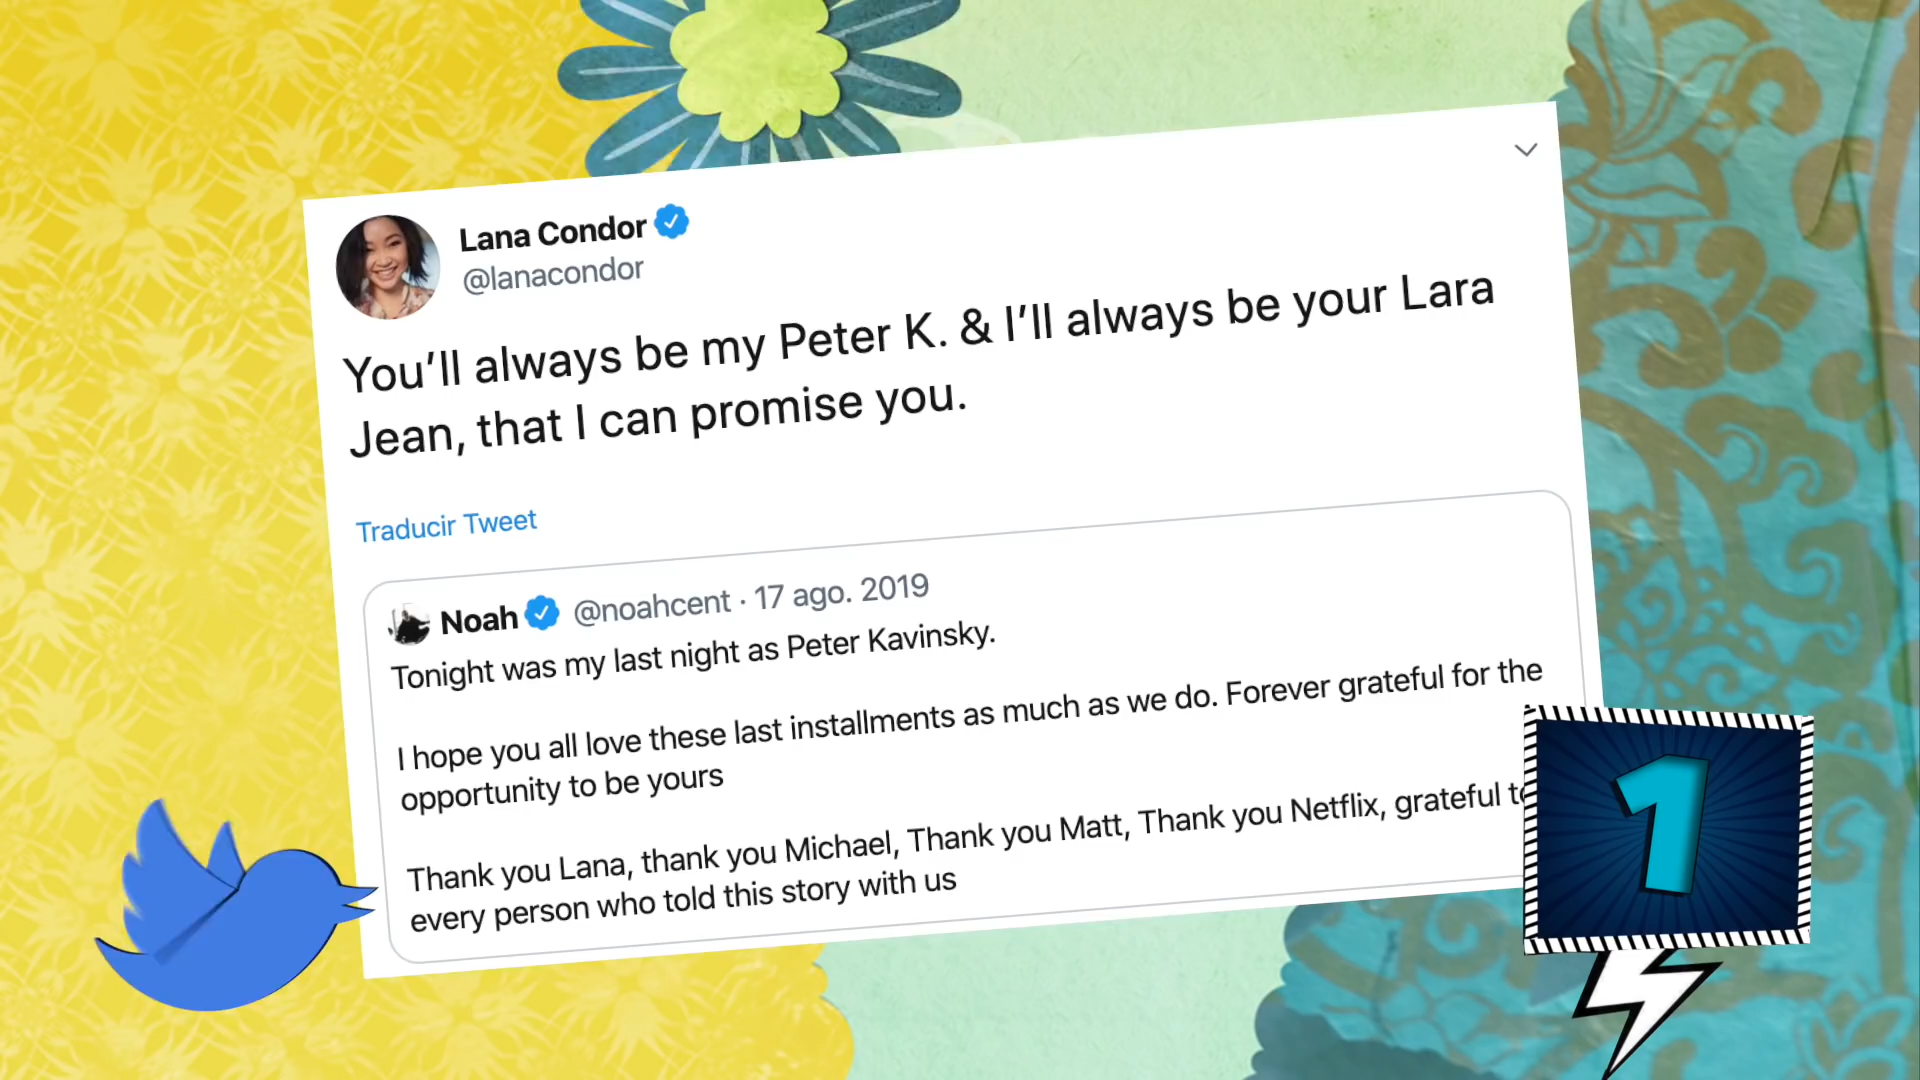 Lana Condor
@lanacondor
You’ll always be my Peter K. & I’ll always be your Lara
Jean, that I can promise you.
Traducir Tweet
Noah @noahcent · 17 ago. 2019
Tonight was my last night as Peter Kavinsky.
I hope you all love these last installments as much as we do. Forever grateful for the
opportunity to be yours
Thank you Lana, thank you Michael, Thank you Matt, Thank you Netflix, grateful
every person who told this story with us
1